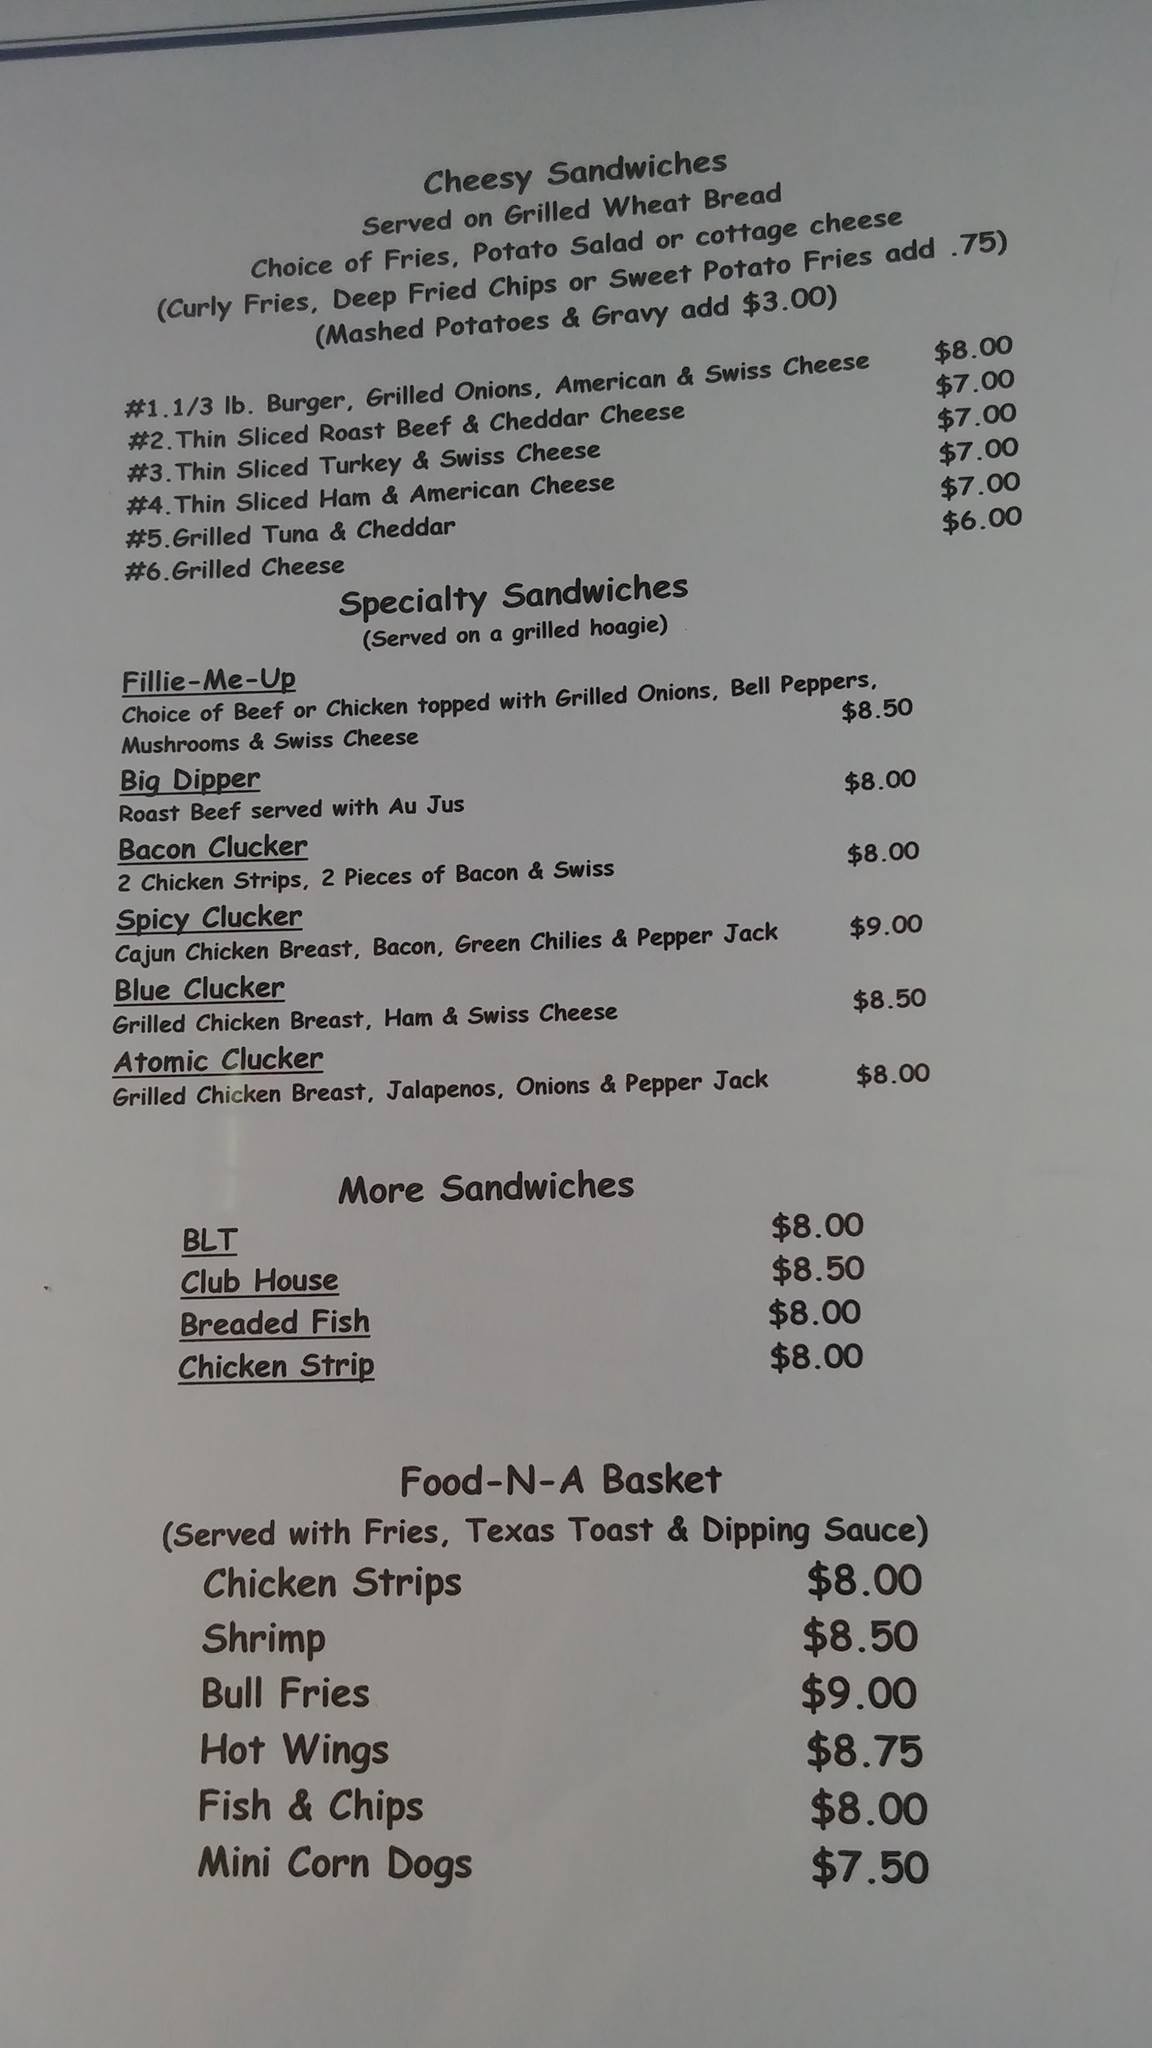 Cheesy Sandwiches
Served on Grilled Wheat Bread
Choice of Fries, Potato Salad or cottage cheese
(Curly Fries, Deep Fried Chips or Sweet Potato Fries add .75)
(Mashed Potatoes & Gravy add $3.00)
#1.1/3 lb. Burger, Grilled Onions, American & Swiss Cheese $8.00
#2.Thin Sliced Roast Beef & Cheddar Cheese $7.00
#3.Thin Sliced Turkey & Swiss Cheese $7.00
#4.Thin Sliced Ham & American Cheese $7.00
#5.Grilled Tuna & Cheddar $7.00
#6.Grilled Cheese $6.00
Specialty Sandwiches
(Served on a grilled hoagie)
Fillie-Me-Up
Choice of Beef or Chicken topped with Grilled Onions, Bell Peppers,
Mushrooms & Swiss Cheese $8.50
Big Dipper
Roast Beef served with Au Jus $8.00
Bacon Clucker
2 Chicken Strips, 2 Pieces of Bacon & Swiss $8.00
Spicy Clucker
Cajun Chicken Breast, Bacon, Green Chilies & Pepper Jack $9.00
Blue Clucker
Grilled Chicken Breast, Ham & Swiss Cheese $8.50
Atomic Clucker
Grilled Chicken Breast, Jalapenos, Onions & Pepper Jack $8.00
More Sandwiches
BLT $8.00
Club House $8.50
Breaded Fish $8.00
Chicken Strip $8.00
Food-N-A Basket
(Served with Fries, Texas Toast & Dipping Sauce)
Chicken Strips $8.00
Shrimp $8.50
Bull Fries $9.00
Hot Wings $8.75
Fish & Chips $8.00
Mini Corn Dogs $7.50